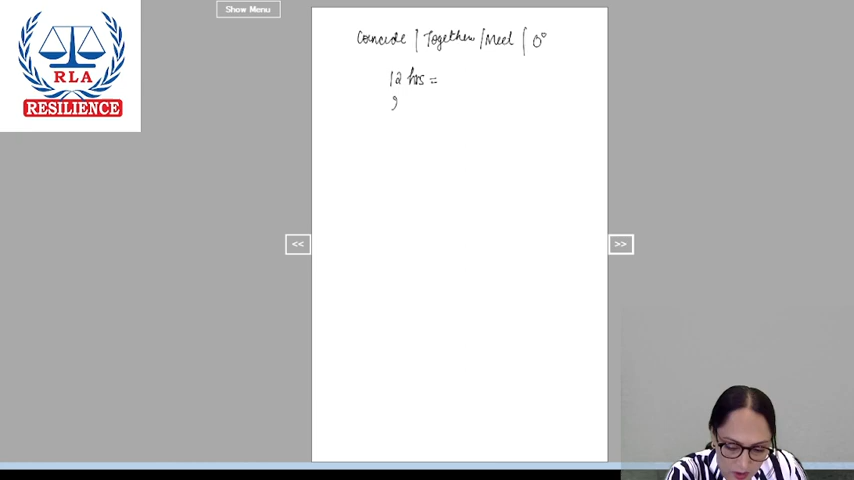 Show Menu
RLA
RESILIENCE
Coincide | Together / Meet | 0°
12 hrs =
<<
>>